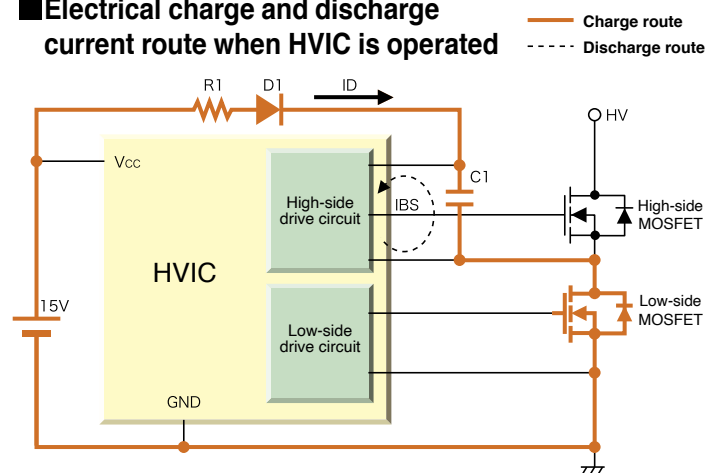 ■Electrical charge and discharge
current route when HVIC is operated
Charge route
Discharge route
R1
D1
ID
HV
Vcc
C1
High-side
drive circuit
IBS
High-side
MOSFET
HVIC
15V
Low-side
MOSFET
Low-side
drive circuit
GND